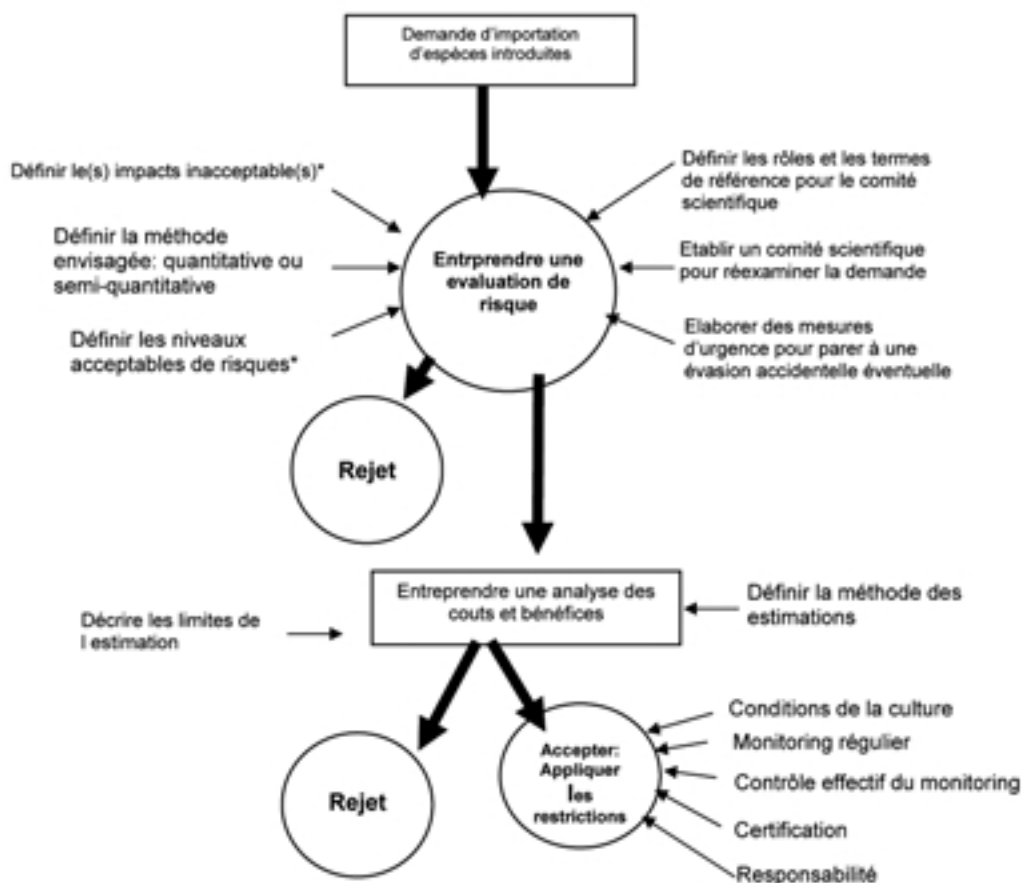 Demande d'importation
d'espèces introduites
Définir le(s) impacts inacceptable(s)*
Définir la méthode
envisagée: quantitative ou
semi-quantitative
Définir les niveaux
acceptables de risques*
Entrprendre une
evaluation de
risque
Définir les rôles et les termes
de référence pour le comité
scientifique
Etablir un comité scientifique
pour réexaminer la demande
Elaborer des mesures
d'urgence pour parer à une
évasion accidentelle éventuelle
Rejet
Entreprendre une analyse des
couts et bénéfices
Décrire les limites de
l estimation
Définir la méthode des
estimations
Rejet
Accepter:
Appliquer
les
restrictions
Conditions de la culture
Monitoring régulier
Contrôle effectif du monitoring
Certification
Responsabilité